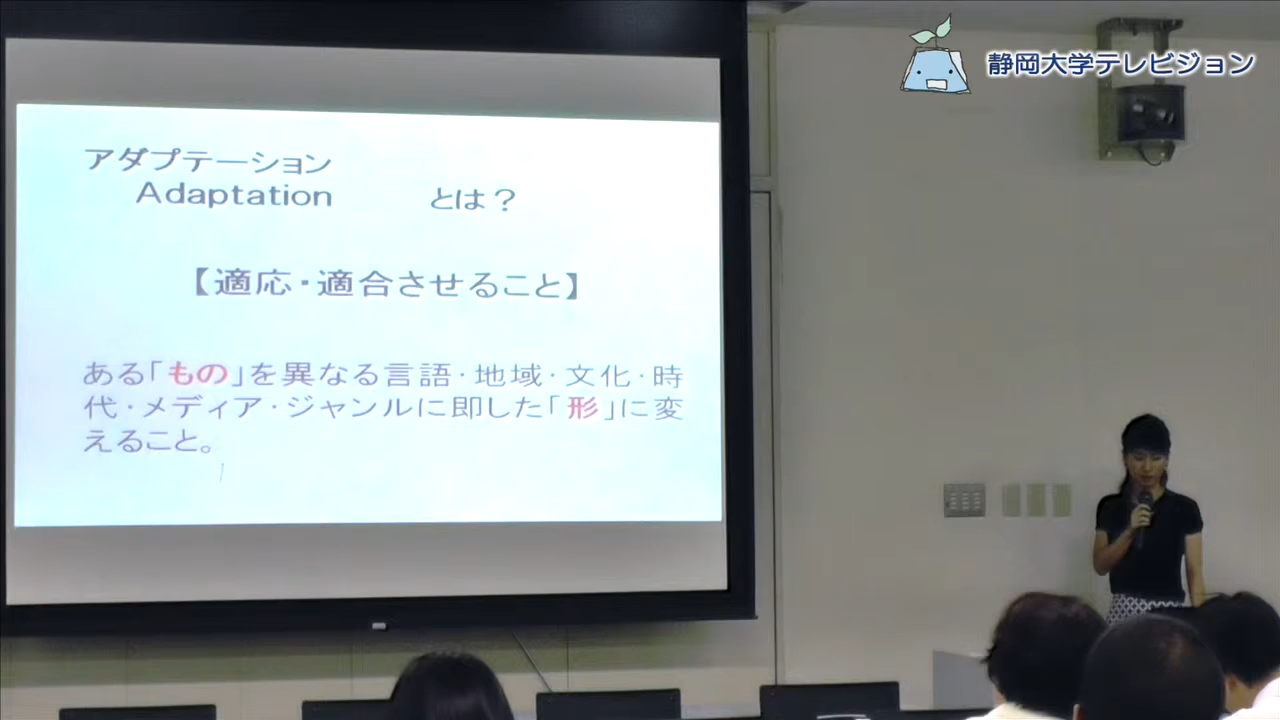 静岡大学テレビジョン
アダプテーション
Adaptation とは？
【適応・適合させること】
ある「もの」を異なる言語・地域・文化・時
代・メディア・ジャンルに即した「形」に変
えること。